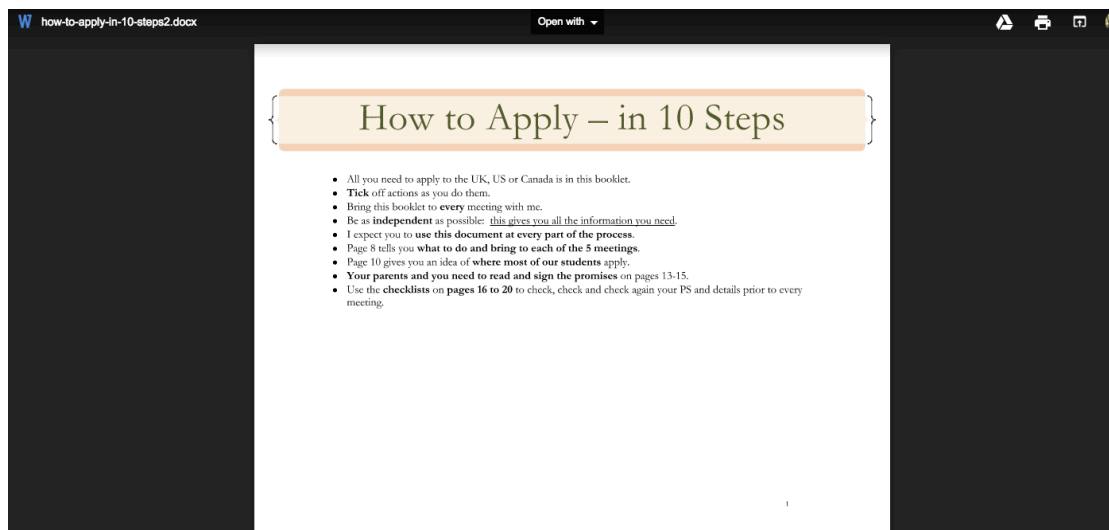 W how-to-apply-in-10-steps2.docx Open with
How to Apply – in 10 Steps
• All you need to apply to the UK, US or Canada is in this booklet.
• Tick off actions as you do them.
• Bring this booklet to every meeting with me.
• Be as independent as possible: this gives you all the information you need.
• I expect you to use this document at every part of the process.
• Page 8 tells you what to do and bring to each of the 5 meetings.
• Page 10 gives you an idea of where most of our students apply.
• Your parents and you need to read and sign the promises on pages 13-15.
• Use the checklists on pages 16 to 20 to check, check and check again your PS and details prior to every
meeting.
1